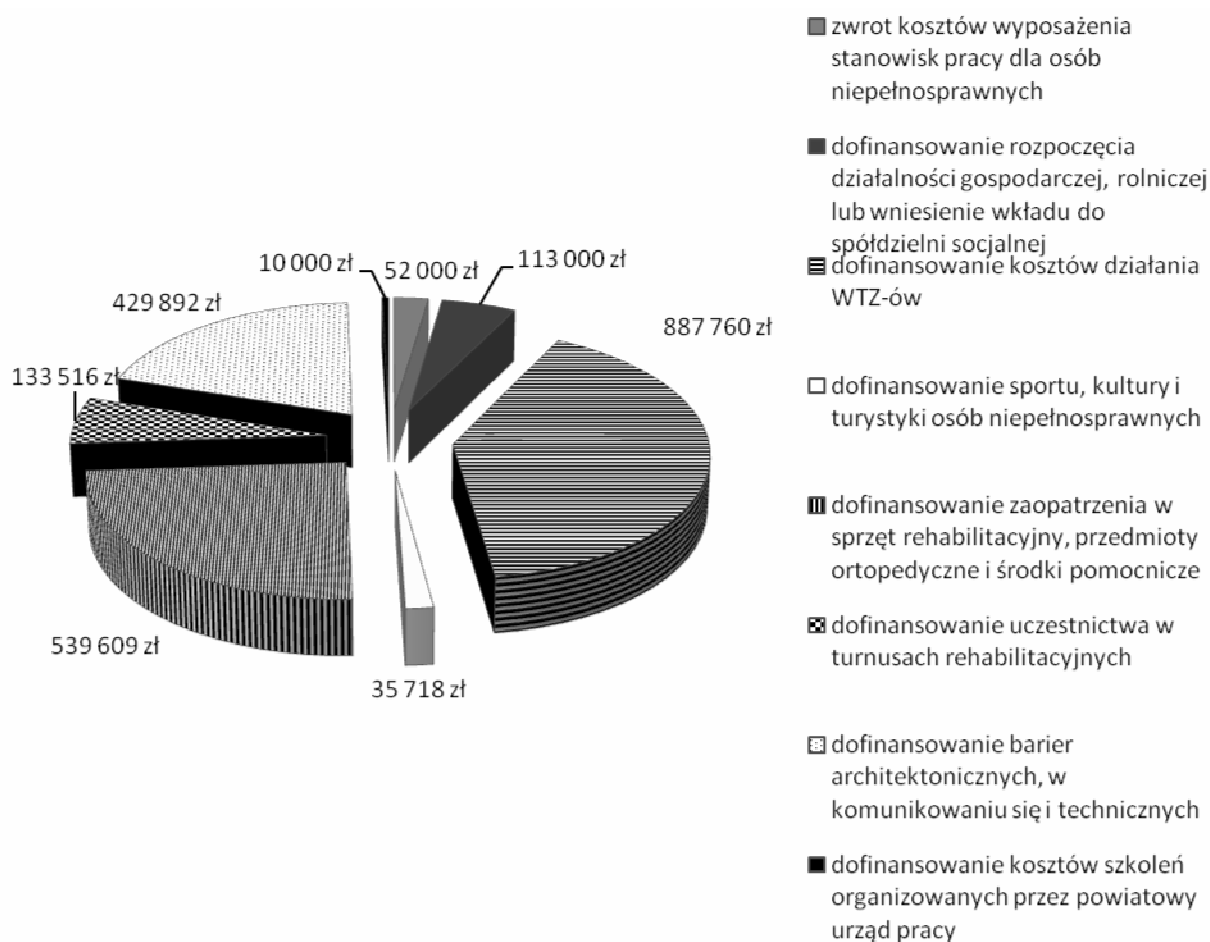 zwrot kosztów wyposażenia
stanowisk pracy dla osób
niepełnosprawnych
dofinansowanie rozpoczęcia
działalności gospodarczej, rolniczej
lub wniesienie wkładu do
spółdzielni socjalnej
dofinansowanie kosztów działania
WTZ-ów
dofinansowanie sportu, kultury i
turystyki osób niepełnosprawnych
dofinansowanie zaopatrzenia w
sprzęt rehabilitacyjny, przedmioty
ortopedyczne i środki pomocnicze
dofinansowanie uczestnictwa w
turnusach rehabilitacyjnych
dofinansowanie barier
architektonicznych, w
komunikowaniu się i technicznych
dofinansowanie kosztów szkoleń
organizowanych przez powiatowy
urząd pracy
10 000 zł
52 000 zł
113 000 zł
429 892 zł
887 760 zł
133 516 zł
539 609 zł
35 718 zł